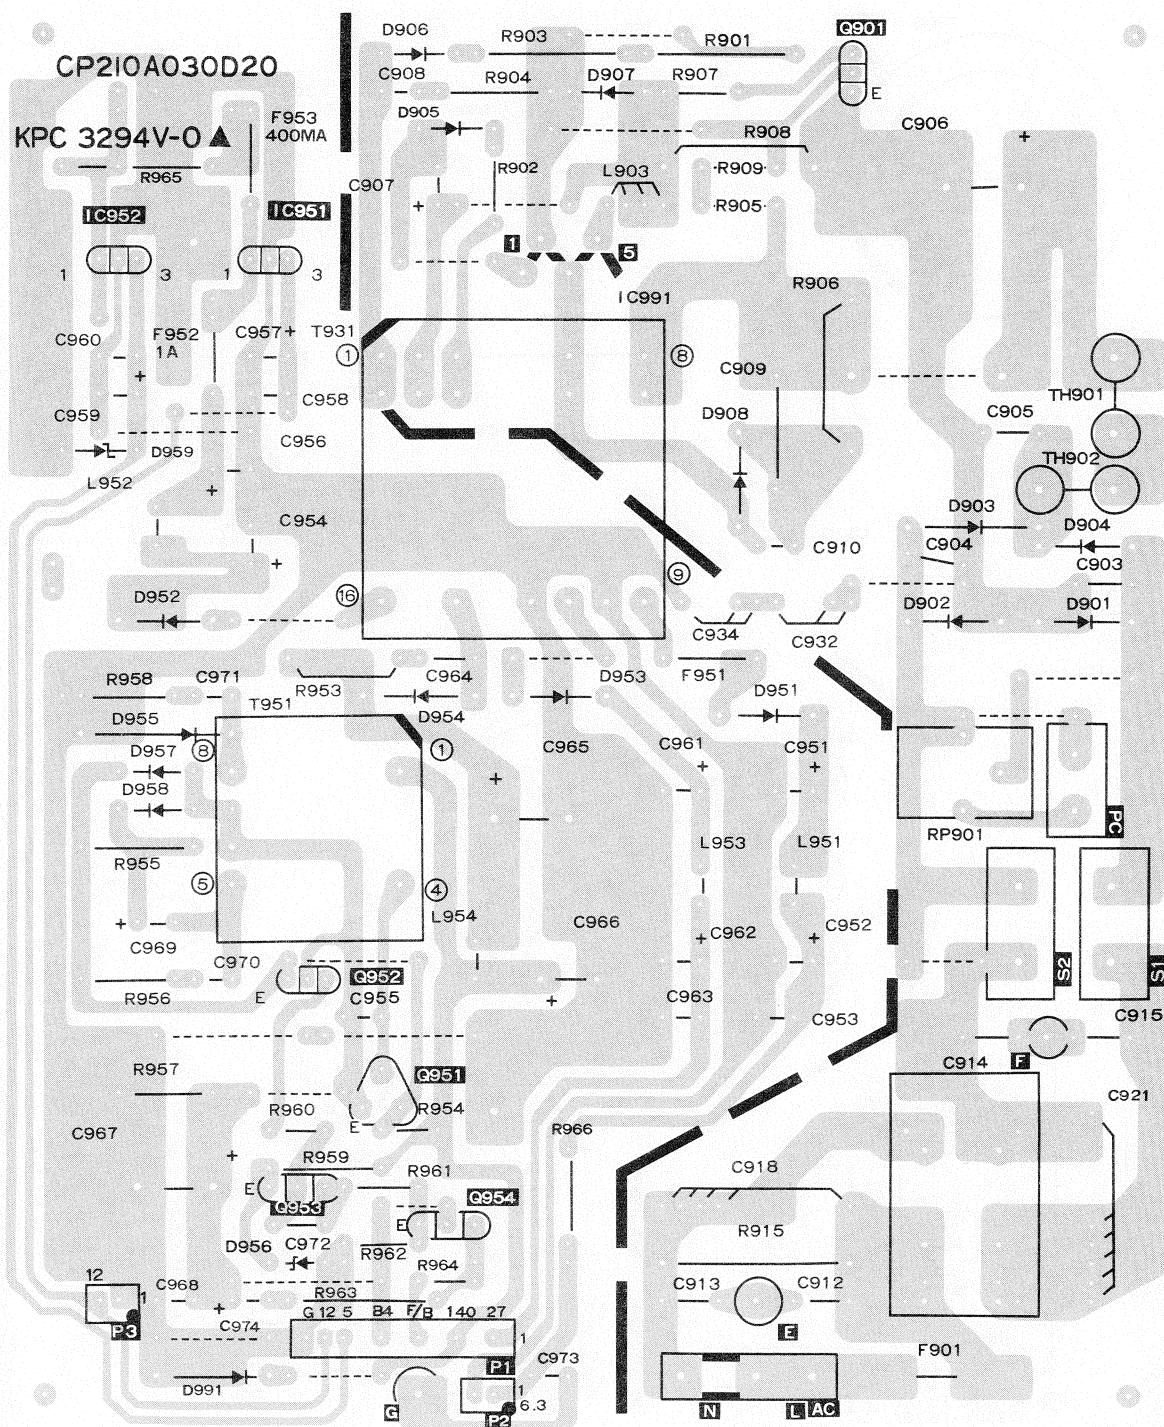 D906 R903 R901 Q901
CP210A030D20
C908 R904 D907 R907 E
F953
400MA
D905 C906
KPC 3294V-0 R908 +
R965 C907 R902 L903 R909
+ R905
IC952 IC951
1 5
1 3 1 3
IC991 R906
C960 F952 C957 + T931
1A 1 8
+ C909
C959 C958 D908 C905 TH901
C956 TH902
D959
L952
+ D903
C954 D904
C910 C904
+ C903
9
D952 16 D902 D901
C934 C932
R958 C971 R953 C964 D953 F951
T951 D951
D955 D954
8 1
D957 C965 C961 C951
+ + +
D958
PC
RP901
R955 L953 L951
5 4
L954
+ C966 + C962 + C952
C969
C970 Q952 S2 S1
R956 E C955 C963
+ C953 C915
F
R957 Q951 C914
R960 R954 C921
E
C967 R966
+ R959 R961 C918
E
Q953 Q954
E
D956 C972 R962 R915
R964
12 C968 R963 C913 C912
1 +
C974 G 12 5 B4 F/B 140 27
P3 1 E
P1 F901
D991 C973
1
G P2 6.3 N L AC